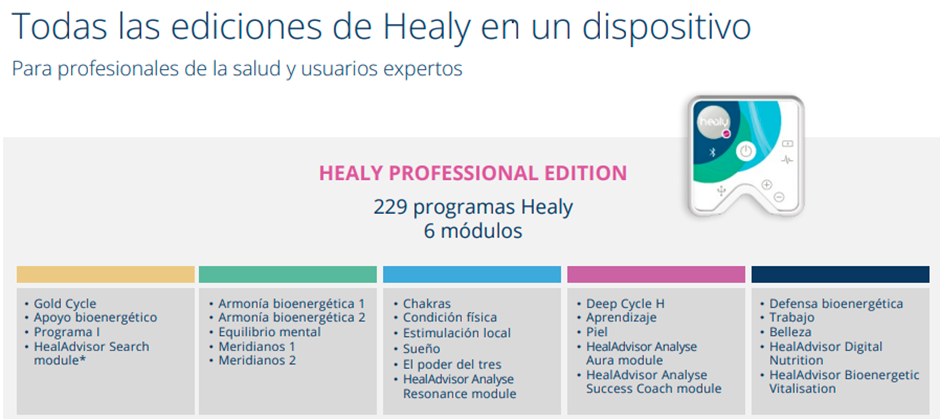 Todas las ediciones de Healy en un dispositivo
Para profesionales de la salud y usuarios expertos
healy
HEALY PROFESSIONAL EDITION
229 programas Healy
6 módulos
• Gold Cycle
• Apoyo bioenergético
• Programa I
• HealAdvisor Search
module*
• Armonía bioenergética 1
• Armonía bioenergética 2
• Equilibrio mental
• Meridianos 1
• Meridianos 2
• Chakras
• Condición física
• Estimulación local
• Sueño
• El poder del tres
• HealAdvisor Analyse
Resonance module
• Deep Cycle H
• Aprendizaje
• Piel
• HealAdvisor Analyse
Aura module
• HealAdvisor Analyse
Success Coach module
• Defensa bioenergética
• Trabajo
• Belleza
• HealAdvisor Digital
Nutrition
• HealAdvisor Bioenergetic
Vitalisation